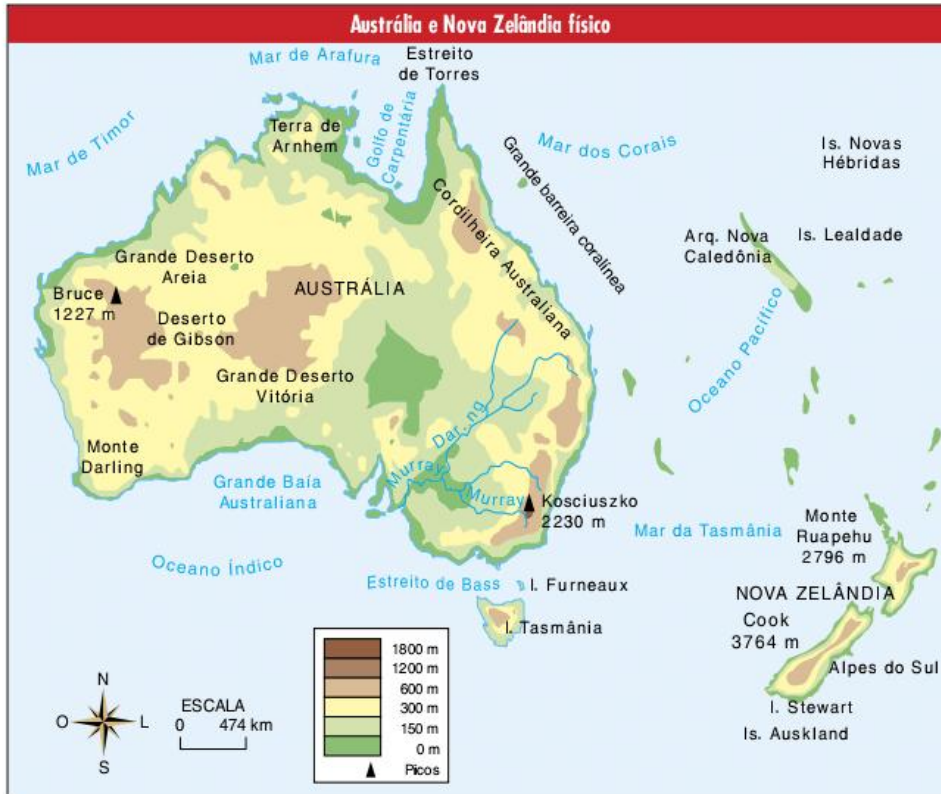 Austrália e Nova Zelândia físico
Mar de Arafura
Estreito
de Torres
Mar de Timor
Terra de
Arnhem
Golfo de
Carpentária
Mar dos Corais
Grande barreira coralínea
Is. Novas
Hébridas
Cordilheira Australiana
Arq. Nova
Caledônia
Is. Lealdade
Grande Deserto
Areia
Bruce
1227 m
AUSTRÁLIA
Deserto
de Gibson
Oceano Pacífico
Grande Deserto
Vitória
Monte
Darling
Murray
Murray
Grande Baía
Australiana
Kosciuszko
2230 m
Mar da Tasmânia
Monte
Ruapehu
2796 m
Oceano Índico
Estreito de Bass
I. Furneaux
NOVA ZELÂNDIA
Cook
3764 m
I. Tasmânia
Alpes do Sul
I. Stewart
Is. Auskland
N
O
L
S
ESCALA
0 474 km
1800 m
1200 m
600 m
300 m
150 m
0 m
Picos